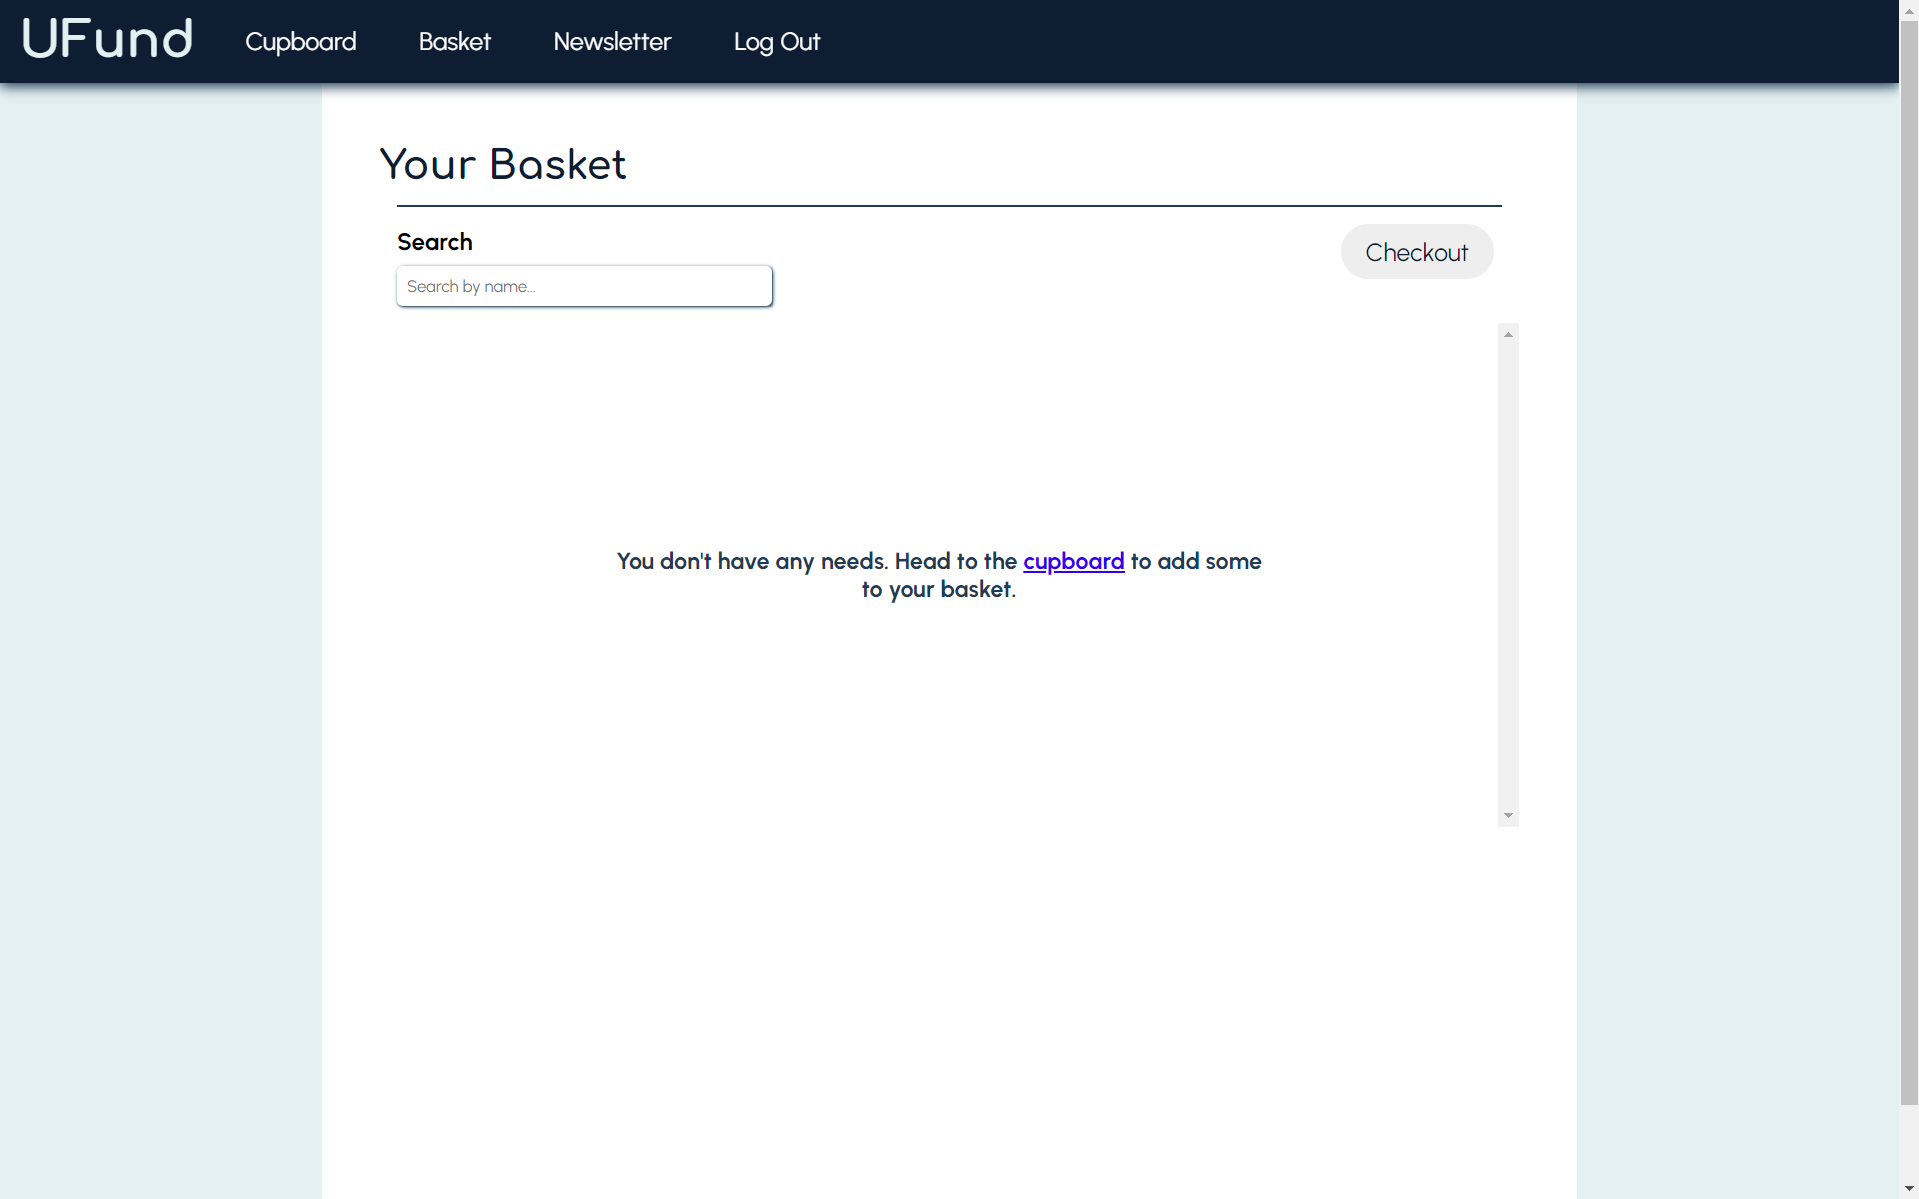 UFund
Cupboard
Basket
Newsletter
Log Out
Your Basket
Search
Checkout
Search by name...
You don't have any needs. Head to the cupboard to add some
to your basket.